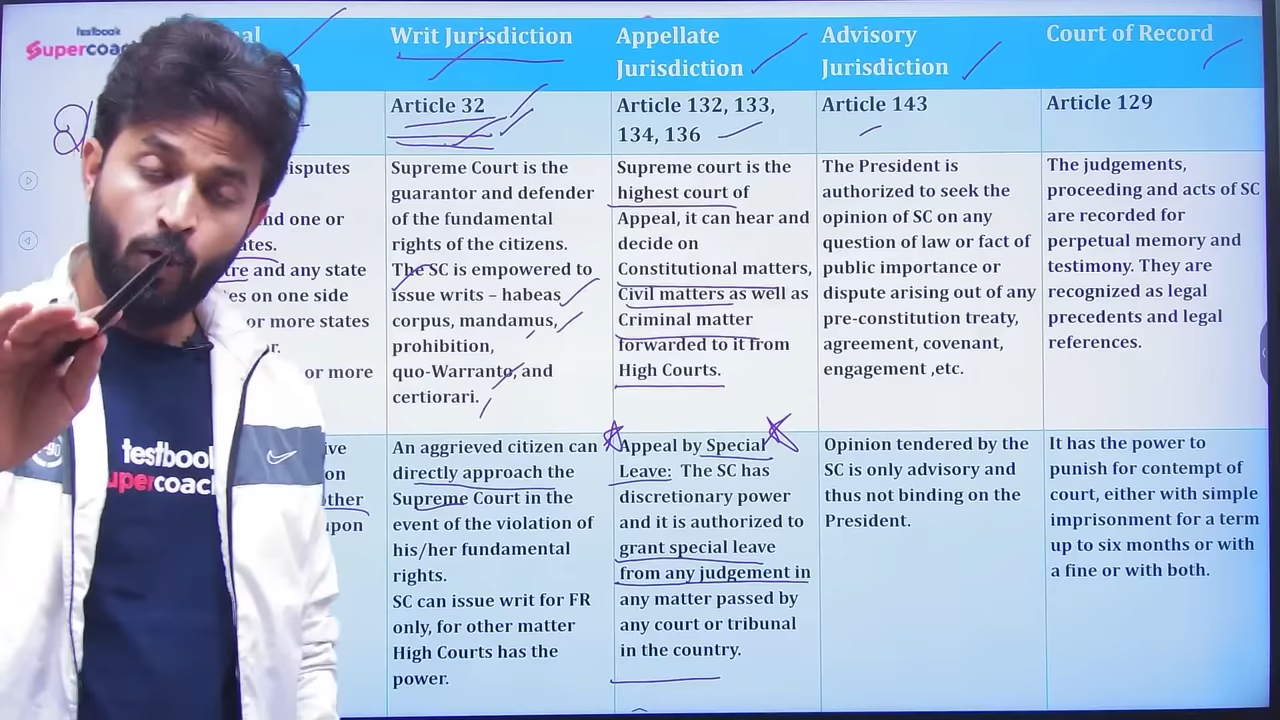 testbook
Supercoac
Writ Jurisdiction
Appellate
Jurisdiction
Advisory
Jurisdiction
Court of Record
Article 32
Article 132, 133,
134, 136
Article 143
Article 129
and one or
and any state
on one side
or more states
or more
Supreme Court is the
guarantor and defender
of the fundamental
rights of the citizens.
The SC is empowered to
issue writs – habeas
corpus, mandamus,
prohibition,
quo-Warranto, and
certiorari.
Supreme court is the
highest court of
Appeal, it can hear and
decide on
Constitutional matters,
Civil matters as well as
Criminal matter
forwarded to it from
High Courts.
The President is
authorized to seek the
opinion of SC on any
question of law or fact of
public importance or
dispute arising out of any
pre-constitution treaty,
agreement, covenant,
engagement ,etc.
The judgements,
proceeding and acts of SC
are recorded for
perpetual memory and
testimony. They are
recognized as legal
precedents and legal
references.
An aggrieved citizen can
directly approach the
Supreme Court in the
event of the violation of
his/her fundamental
rights.
SC can issue writ for FR
only, for other matter
High Courts has the
power.
Appeal by Special
Leave: The SC has
discretionary power
and it is authorized to
grant special leave
from any judgement in
any matter passed by
any court or tribunal
in the country.
Opinion tendered by the
SC is only advisory and
thus not binding on the
President.
It has the power to
punish for contempt of
court, either with simple
imprisonment for a term
up to six months or with
a fine or with both.
testbook
upercoach